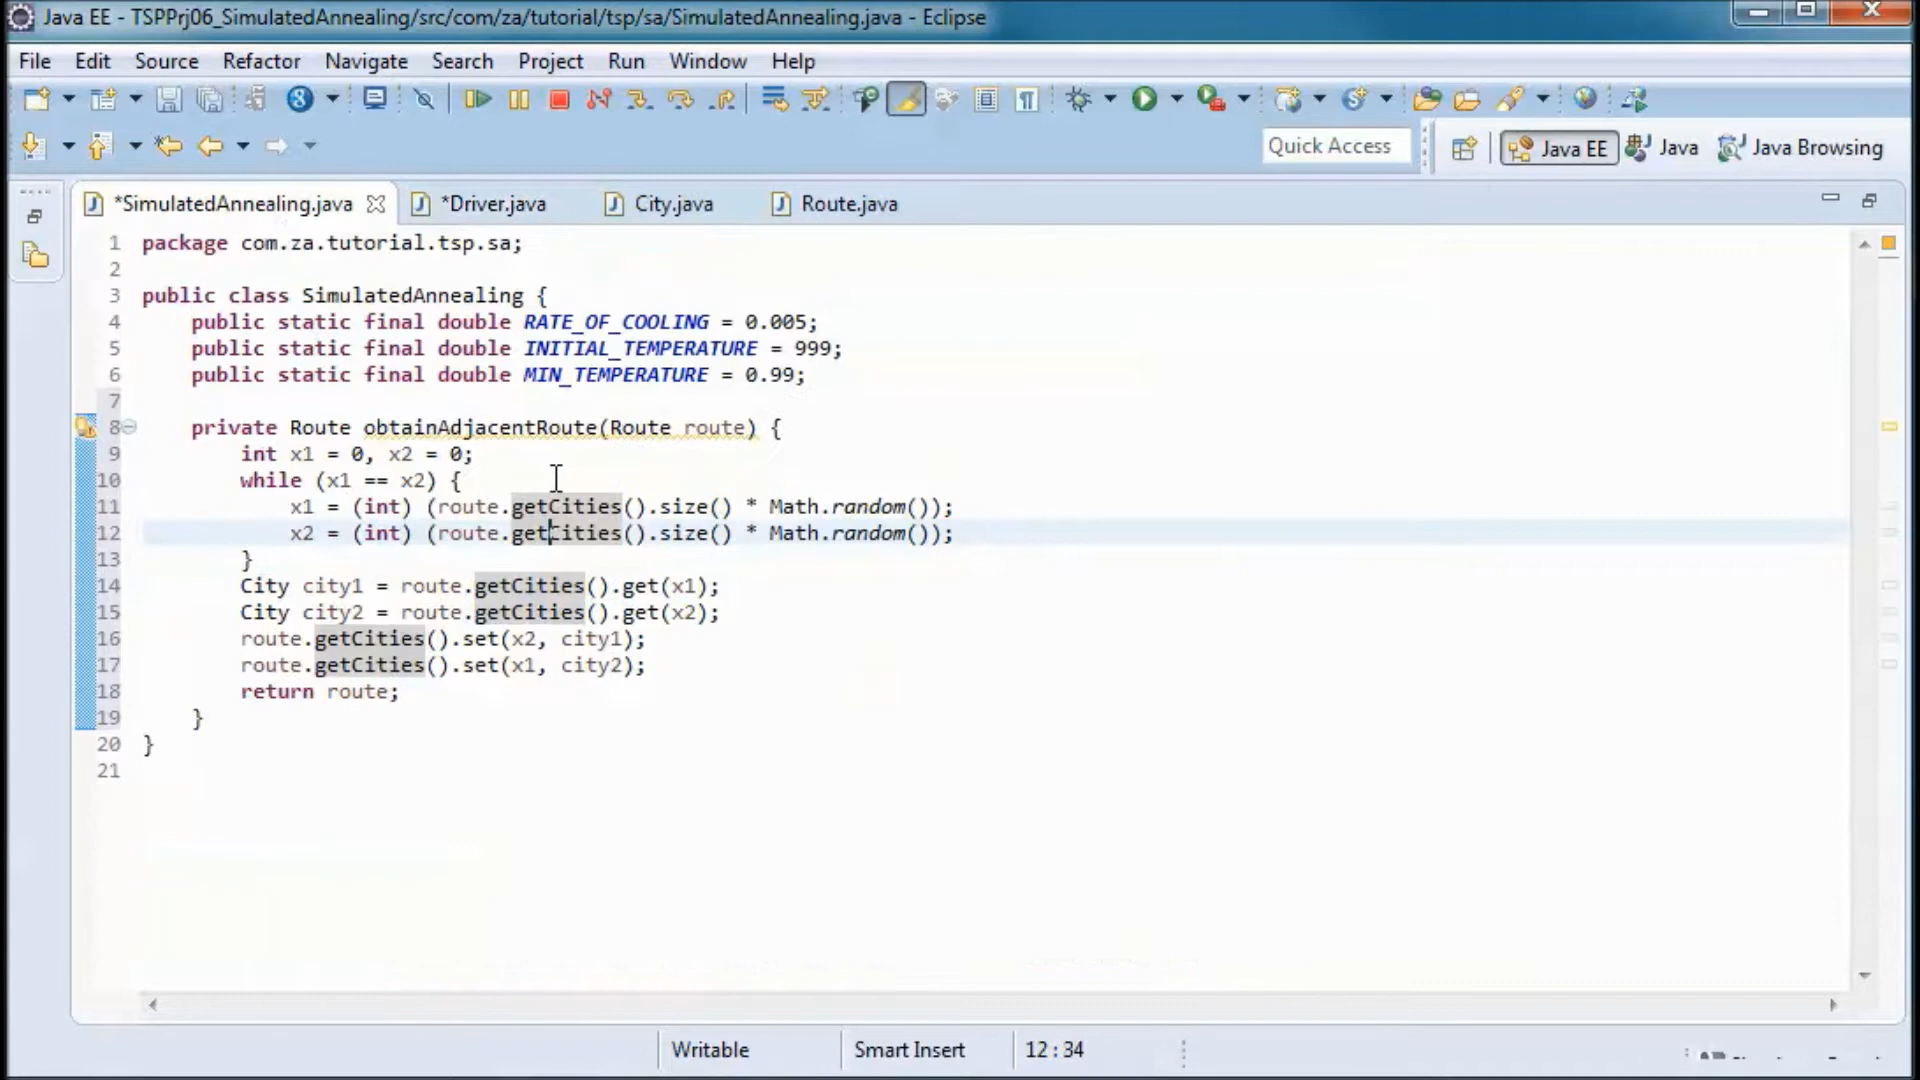 Java EE - TSPPrj06_SimulatedAnnealing/src/com/za/tutorial/tsp/sa/SimulatedAnnealing.java - Eclipse
File Edit Source Refactor Navigate Search Project Run Window Help
Quick Access Java EE Java Java Browsing
*SimulatedAnnealing.java *Driver.java City.java Route.java
1 package com.za.tutorial.tsp.sa;
2
3 public class SimulatedAnnealing {
4 public static final double RATE_OF_COOLING = 0.005;
5 public static final double INITIAL_TEMPERATURE = 999;
6 public static final double MIN_TEMPERATURE = 0.99;
7
8 private Route obtainAdjacentRoute(Route route) {
9 int x1 = 0, x2 = 0;
10 while (x1 == x2) {
11 x1 = (int) (route.getCities().size() * Math.random());
12 x2 = (int) (route.getCities().size() * Math.random());
13 }
14 City city1 = route.getCities().get(x1);
15 City city2 = route.getCities().get(x2);
16 route.getCities().set(x2, city1);
17 route.getCities().set(x1, city2);
18 return route;
19 }
20 }
21
Writable Smart Insert 12 : 34